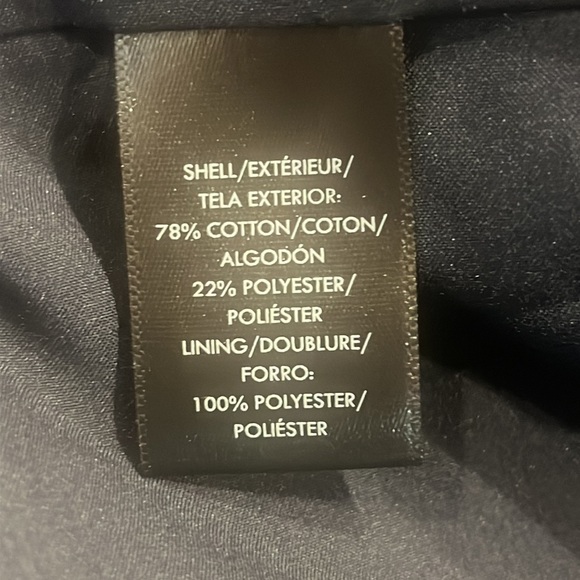 SHELL/EXTÉRIEUR/
TELA EXTERIOR:
78% COTTON/COTON/
ALGODÓN
22% POLYESTER/
POLIÉSTER
LINING/DOUBLURE/
FORRO:
100% POLYESTER/
POLIÉSTER